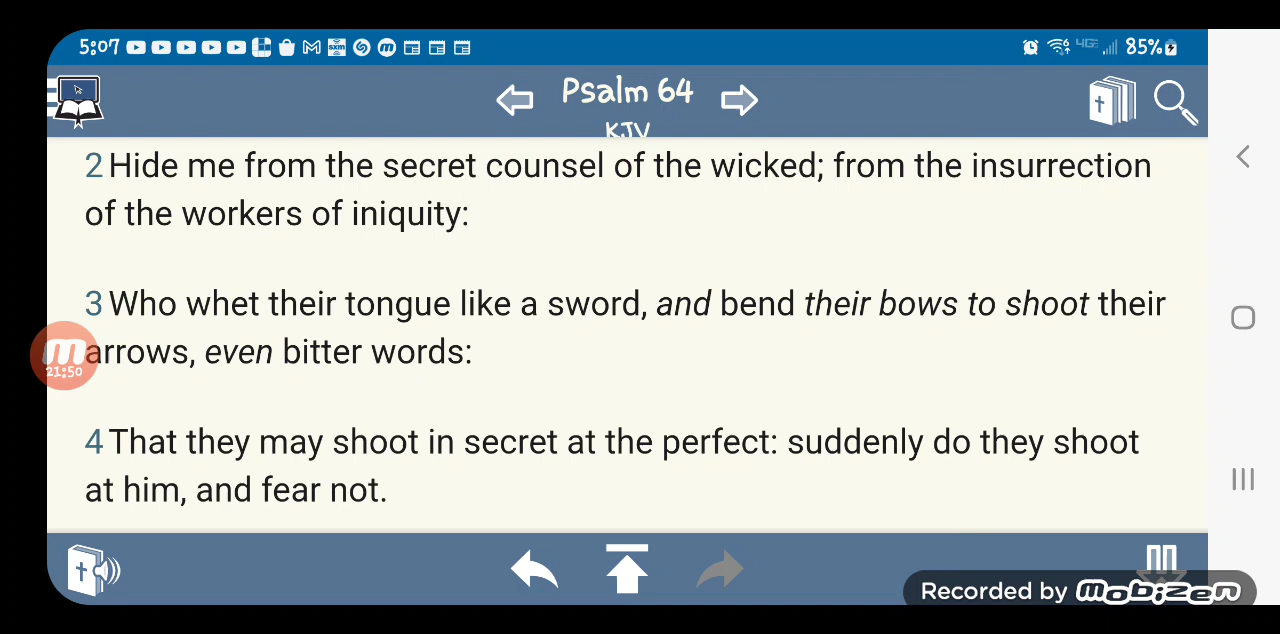 5:07
sxm
4GE
85%
Psalm 64
KJV
2 Hide me from the secret counsel of the wicked; from the insurrection
of the workers of iniquity:
3 Who whet their tongue like a sword, and bend their bows to shoot their
arrows, even bitter words:
21:50
4 That they may shoot in secret at the perfect: suddenly do they shoot
at him, and fear not.
Recorded by mobizen